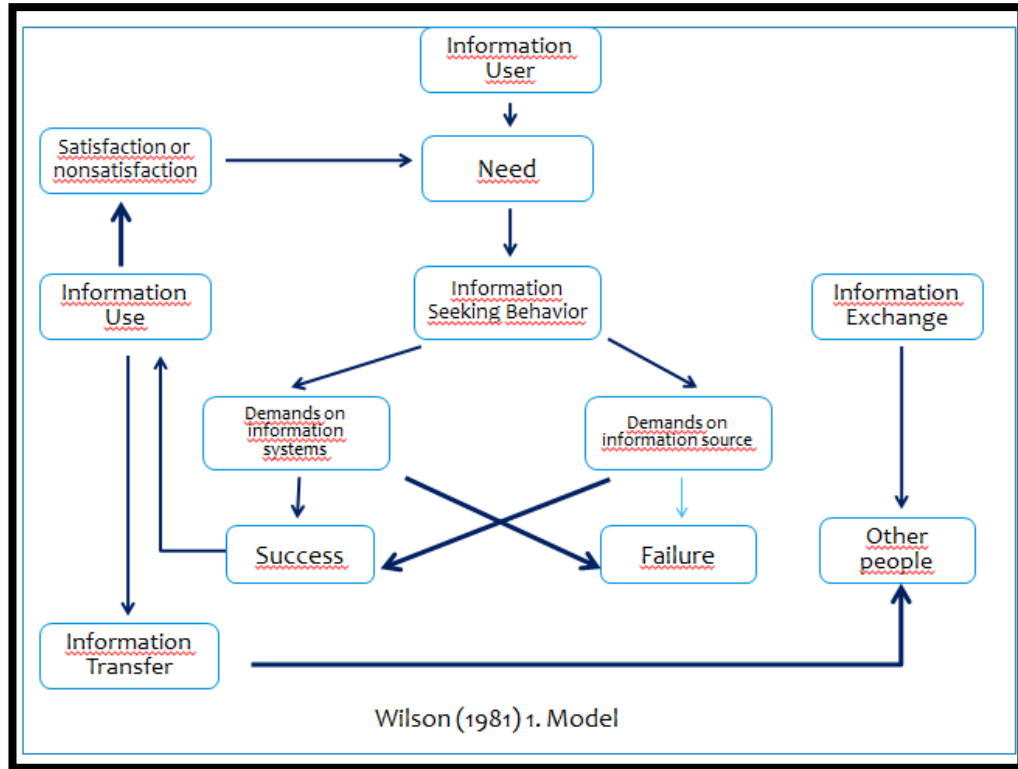 Information
User
Satisfaction or
nonsatisfaction
Need
Information
Use
Information
Seeking Behavior
Information
Exchange
Demands on
information
systems
Demands on
information source
Success
Failure
Other
people
Information
Transfer
Wilson (1981) 1. Model